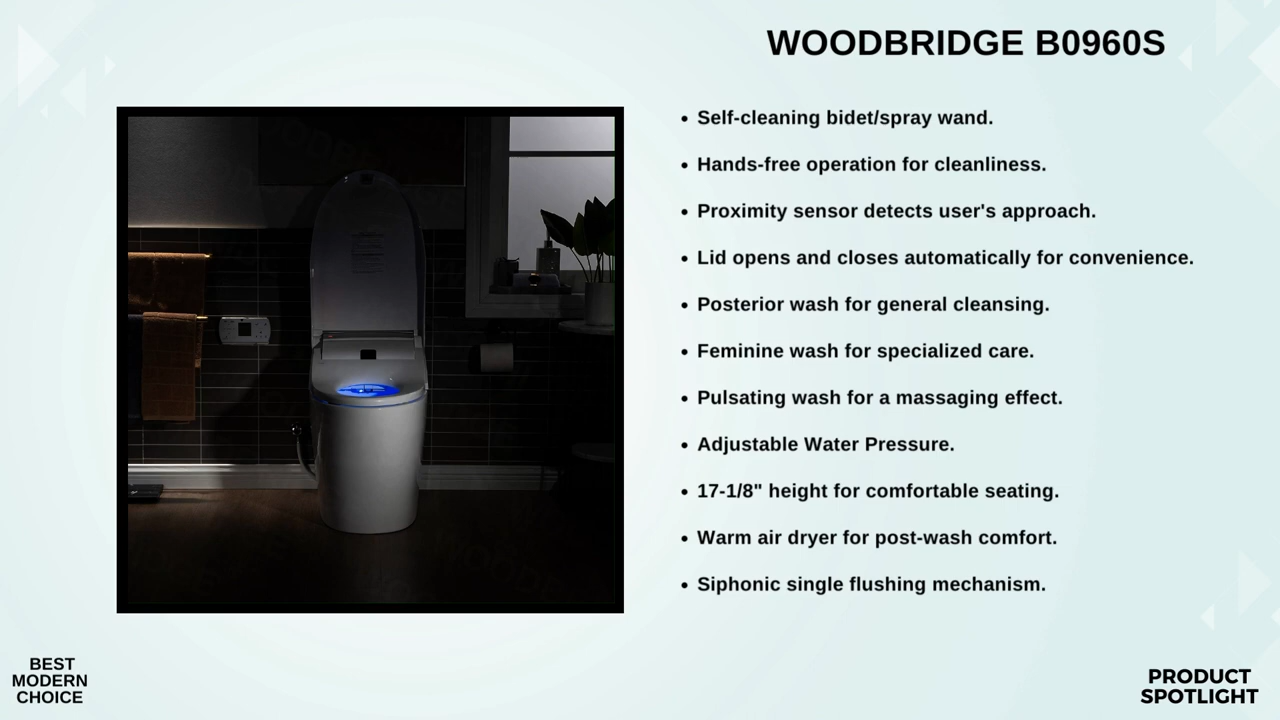 WOODBRIDGE B0960S
• Self-cleaning bidet/spray wand.
• Hands-free operation for cleanliness.
• Proximity sensor detects user's approach.
• Lid opens and closes automatically for convenience.
• Posterior wash for general cleansing.
• Feminine wash for specialized care.
• Pulsating wash for a massaging effect.
• Adjustable Water Pressure.
• 17-1/8" height for comfortable seating.
• Warm air dryer for post-wash comfort.
• Siphonic single flushing mechanism.
BEST
MODERN
CHOICE
PRODUCT
SPOTLIGHT